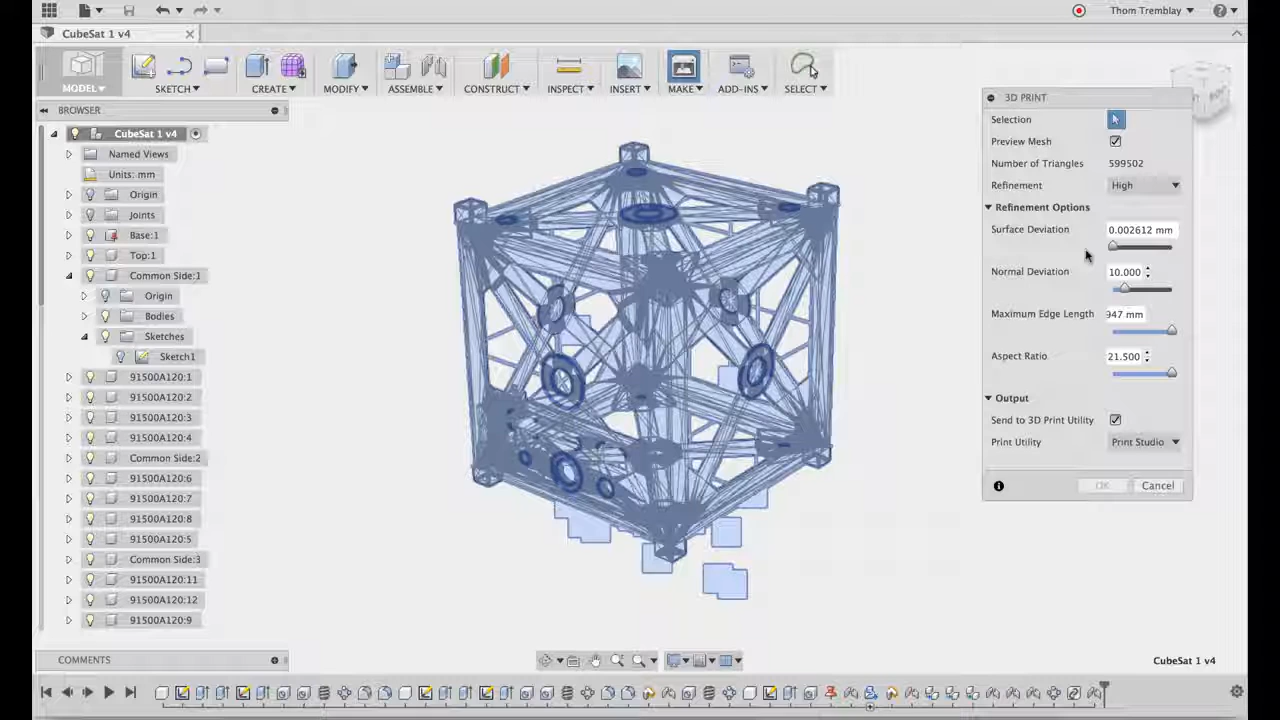 Thom Tremblay
CubeSat 1 v4
MODEL
SKETCH
CREATE
MODIFY
ASSEMBLE
CONSTRUCT
INSPECT
INSERT
MAKE
ADD-INS
SELECT
BROWSER
CubeSat 1 v4
Named Views
Units: mm
Origin
Joints
Base:1
Top:1
Common Side:1
Origin
Bodies
Sketches
Sketch1
91500A120:1
91500A120:2
91500A120:3
91500A120:4
Common Side:2
91500A120:6
91500A120:7
91500A120:8
91500A120:5
Common Side:3
91500A120:11
91500A120:12
91500A120:9
3D PRINT
Selection
Preview Mesh
Number of Triangles 599502
Refinement High
Refinement Options
Surface Deviation 0.002612 mm
Normal Deviation 10.000
Maximum Edge Length 947 mm
Aspect Ratio 21.500
Output
Send to 3D Print Utility
Print Utility Print Studio
OK Cancel
COMMENTS
CubeSat 1 v4